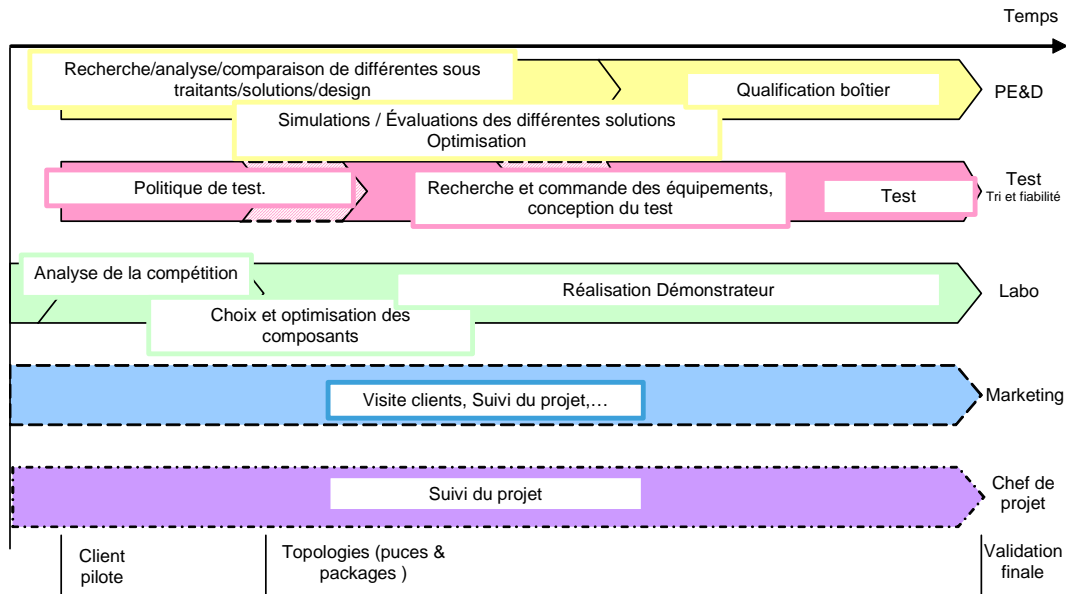 Temps
Recherche/analyse/comparaison de différentes sous
traitants/solutions/design
Qualification boîtier
PE&D
Simulations / Évaluations des différentes solutions
Optimisation
Politique de test.
Recherche et commande des équipements,
conception du test
Test
Test
Tri et fiabilité
Analyse de la compétition
Réalisation Démonstrateur
Labo
Choix et optimisation des
composants
Visite clients, Suivi du projet,…
Marketing
Suivi du projet
Chef de
projet
Client
pilote
Topologies (puces &
packages )
Validation
finale